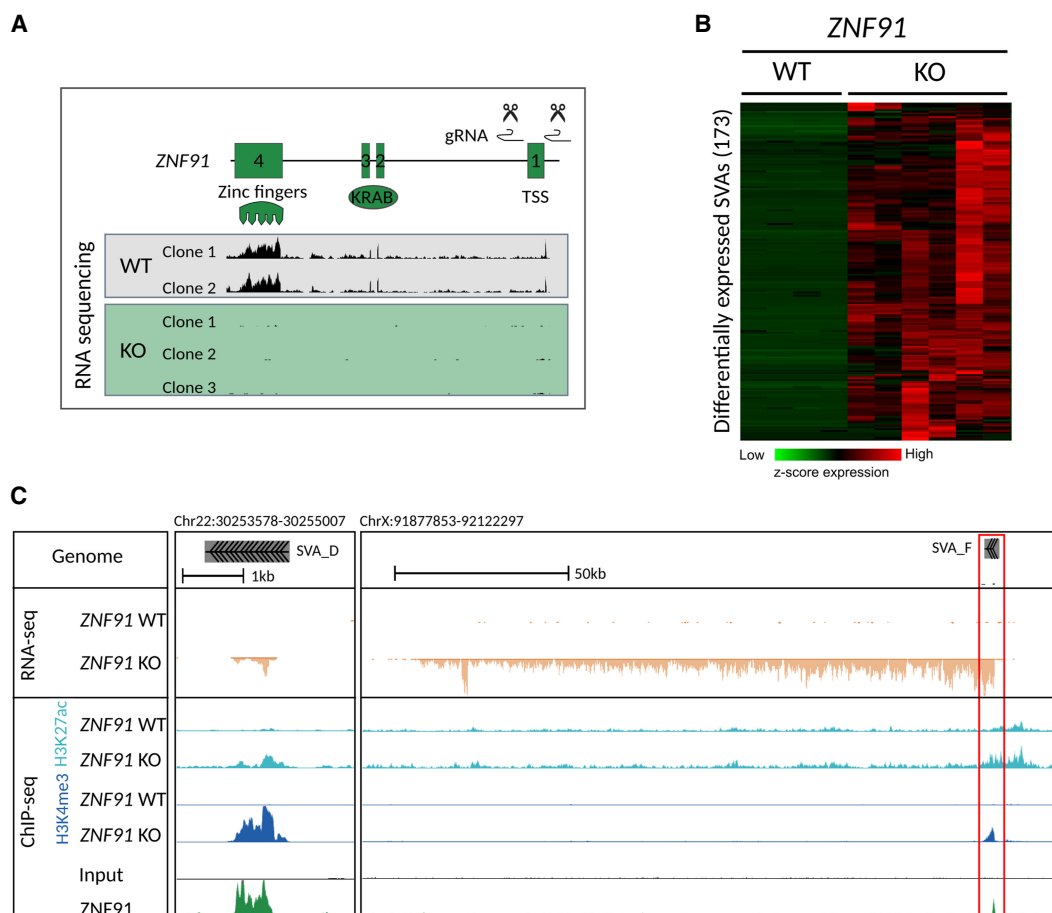 A
gRNA
ZNF91
4
3
2
1
Zinc fingers
KRAB
TSS
RNA sequencing
WT
Clone 1
Clone 2
KO
Clone 1
Clone 2
Clone 3
B
ZNF91
WT
KO
Differentially expressed SVAs (173)
Low
High
z-score expression
C
Chr22:30253578-30255007
ChrX:91877853-92122297
Genome
SVA_D
1kb
SVA_F
50kb
RNA-seq
ZNF91 WT
ZNF91 KO
ChIP-seq
H3K27ac
ZNF91 WT
ZNF91 KO
H3K4me3
ZNF91 WT
ZNF91 KO
Input
ZNF91